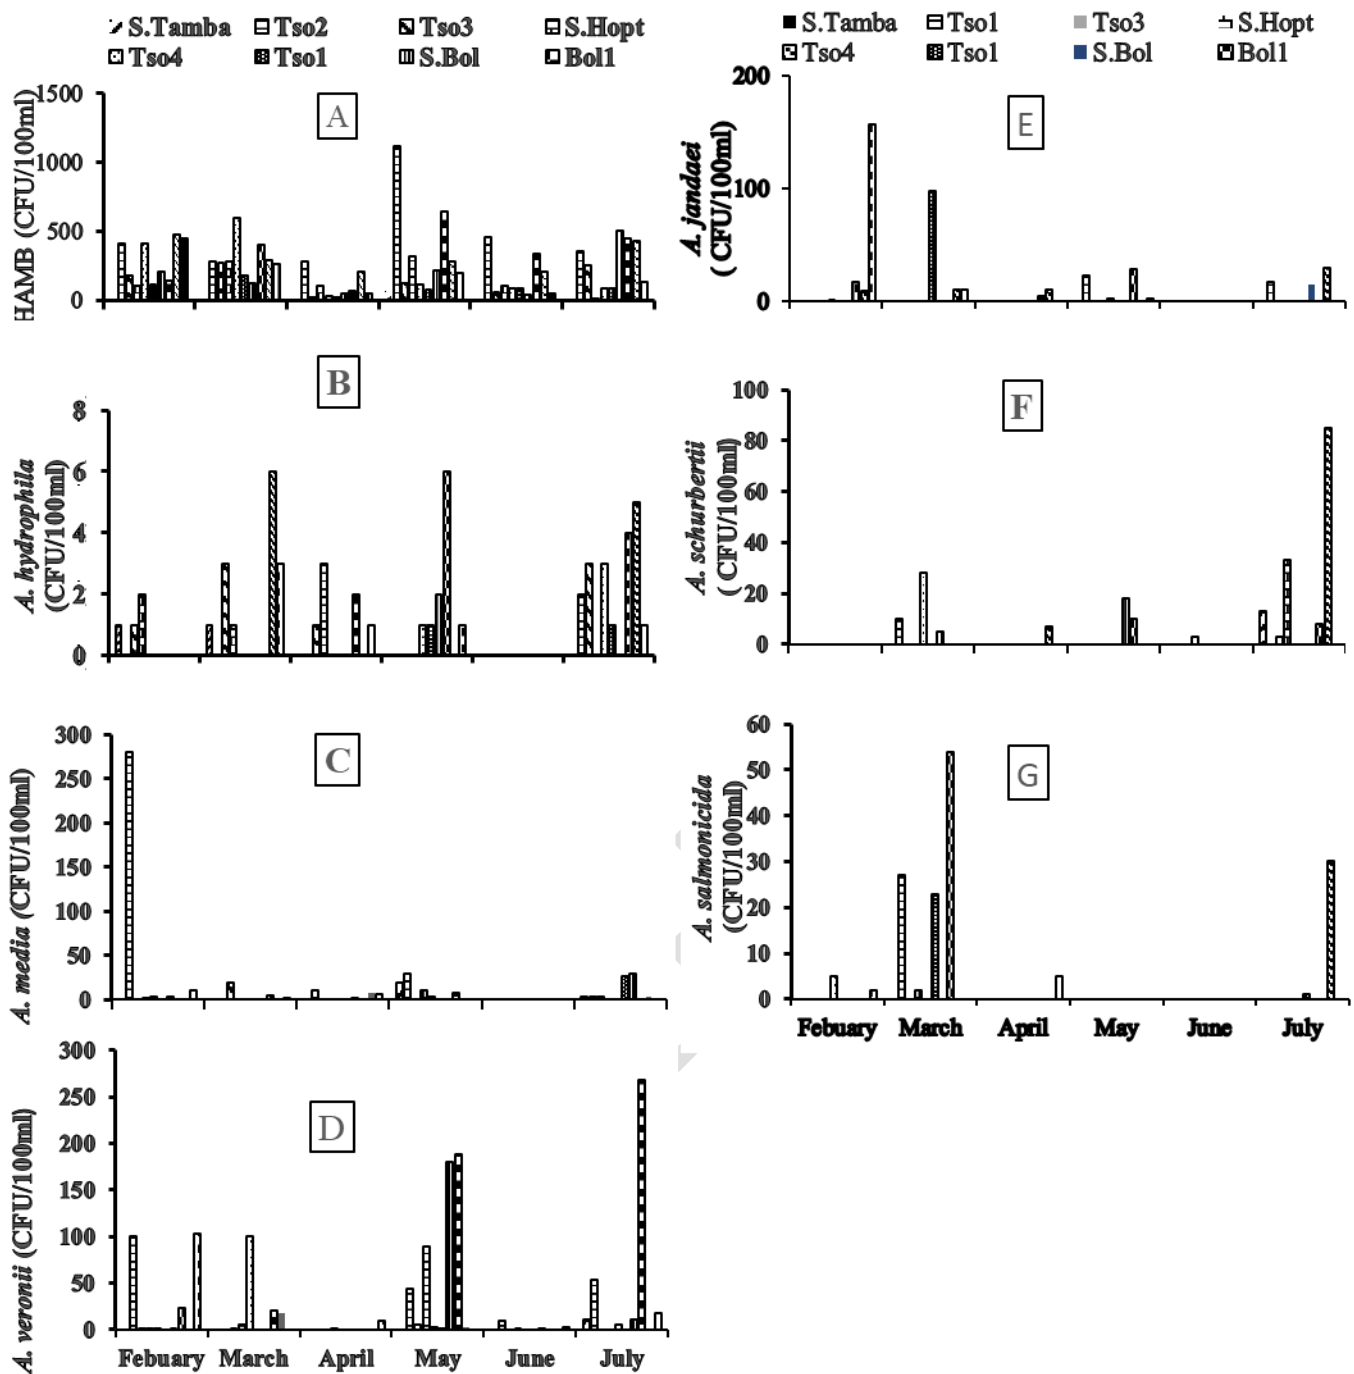 S.Tamba Tso2 Tso3 S.Hopt
Tso4 Tso1 S.Bol Bol1
HAMB (CFU/100ml)
1500
1000
500
0
A
A. hydrophila
(CFU/100ml)
8
6
4
2
0
B
A. media (CFU/100ml)
300
250
200
150
100
50
0
C
A. veronii (CFU/100ml)
300
250
200
150
100
50
0
D
Febuary March April May June July
S.Tamba Tso1 Tso3 S.Hopt
Tso4 Tso1 S.Bol Bol1
A. jandaei
( CFU/100ml)
200
100
0
E
A. schurbertii
( CFU/100ml)
100
80
60
40
20
0
F
A. salmonicida
(CFU/100ml)
60
50
40
30
20
10
0
G
Febuary March April May June July